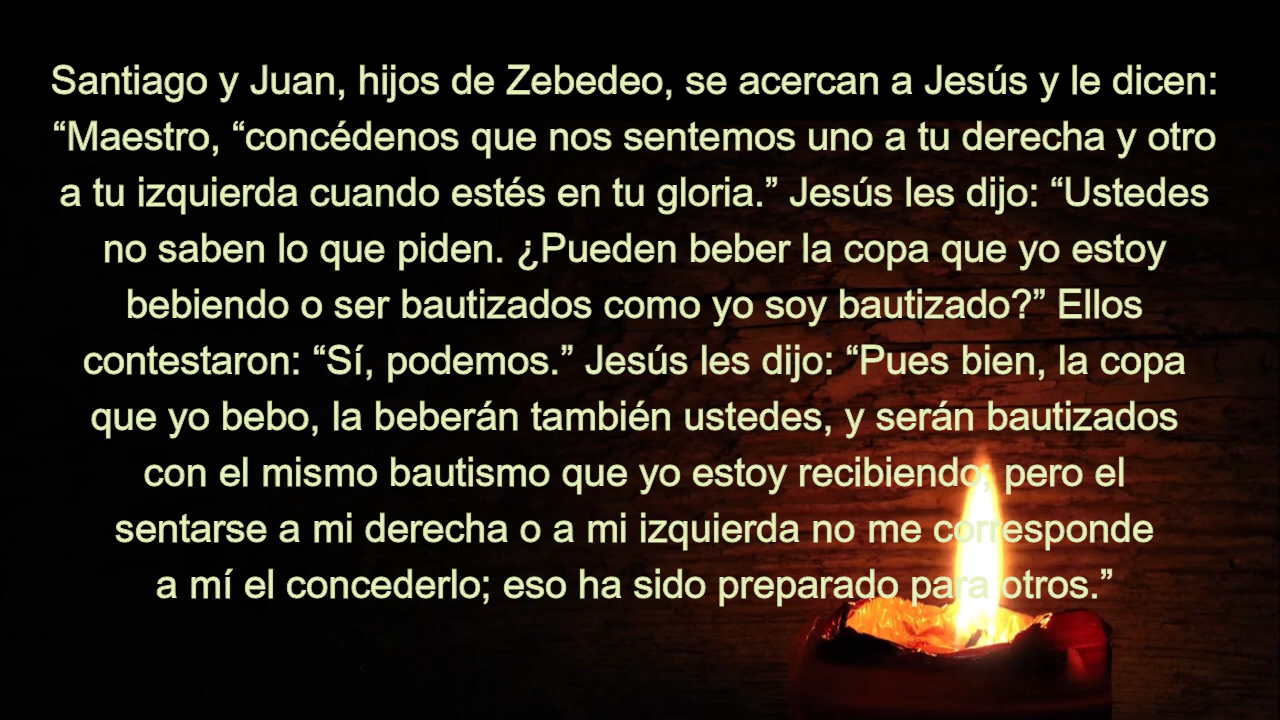 Santiago y Juan, hijos de Zebedeo, se acercan a Jesús y le dicen:
“Maestro, “concédenos que nos sentemos uno a tu derecha y otro
a tu izquierda cuando estés en tu gloria.” Jesús les dijo: “Ustedes
no saben lo que piden. ¿Pueden beber la copa que yo estoy
bebiendo o ser bautizados como yo soy bautizado?” Ellos
contestaron: “Sí, podemos.” Jesús les dijo: “Pues bien, la copa
que yo bebo, la beberán también ustedes, y serán bautizados
con el mismo bautismo que yo estoy recibiendo; pero el
sentarse a mi derecha o a mi izquierda no me corresponde
a mí el concederlo; eso ha sido preparado para otros.”